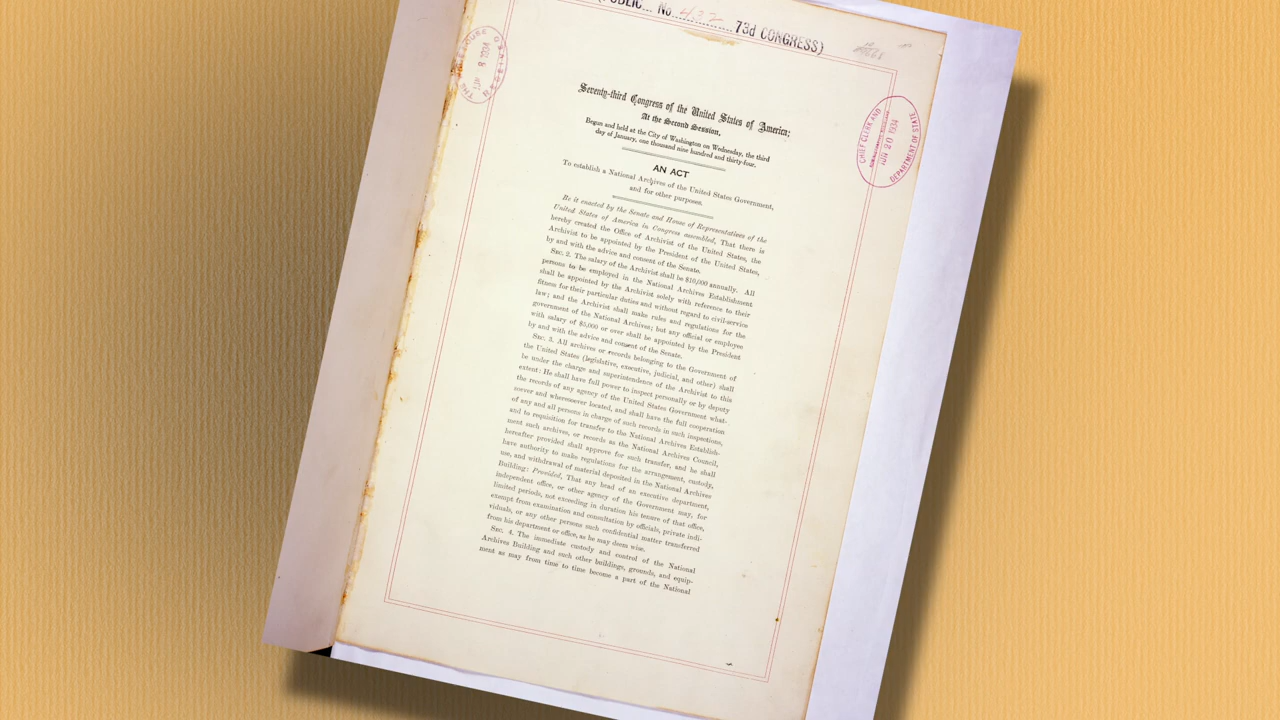 (PUBLIC... No. 432 ... 73d CONGRESS)
THE WHITE HOUSE
JUN 8 1934
RECEIVED
CHIEF CLERK AND
JUN 20 1934
DEPARTMENT OF STATE
Seventy-third Congress of the United States of America;
At the Second Session,
Begun and held at the City of Washington on Wednesday, the third
day of January, one thousand nine hundred and thirty-four.
AN ACT
To establish a National Archives of the United States Government,
and for other purposes.
Be it enacted by the Senate and House of Representatives of the
United States of America in Congress assembled, That there is
hereby created the Office of Archivist of the United States, the
Archivist to be appointed by the President of the United States,
by and with the advice and consent of the Senate.
Sec. 2. The salary of the Archivist shall be $10,000 annually. All
persons to be employed in the National Archives Establishment
shall be appointed by the Archivist solely with reference to their
fitness for their particular duties and without regard to civil-service
law; and the Archivist shall make rules and regulations for the
government of the National Archives; but any official or employee
with salary of $5,000 or over shall be appointed by the President
by and with the advice and consent of the Senate.
Sec. 3. All archives or records belonging to the Government of
the United States (legislative, executive, judicial, and other) shall
be under the charge and superintendence of the Archivist to this
extent: He shall have full power to inspect personally or by deputy
the records of any agency of the United States Government what-
soever and wheresoever located, and shall have the full cooperation
of any and all persons in charge of such records in such inspections,
and to requisition for transfer to the National Archives Establish-
ment such archives, or records as the National Archives Council,
hereafter provided shall approve for such transfer, and he shall
have authority to make regulations for the arrangement, custody,
use, and withdrawal of material deposited in the National Archives
Building: Provided, That any head of an executive department,
independent office, or other agency of the Government may, for
limited periods, not exceeding in duration his tenure of that office,
exempt from examination and consultation by officials, private indi-
viduals, or any other persons such confidential matter transferred
from his department or office, as he may deem wise.
Sec. 4. The immediate custody and control of the National
Archives Building and such other buildings, grounds, and equip-
ment as may from time to time become a part of the National